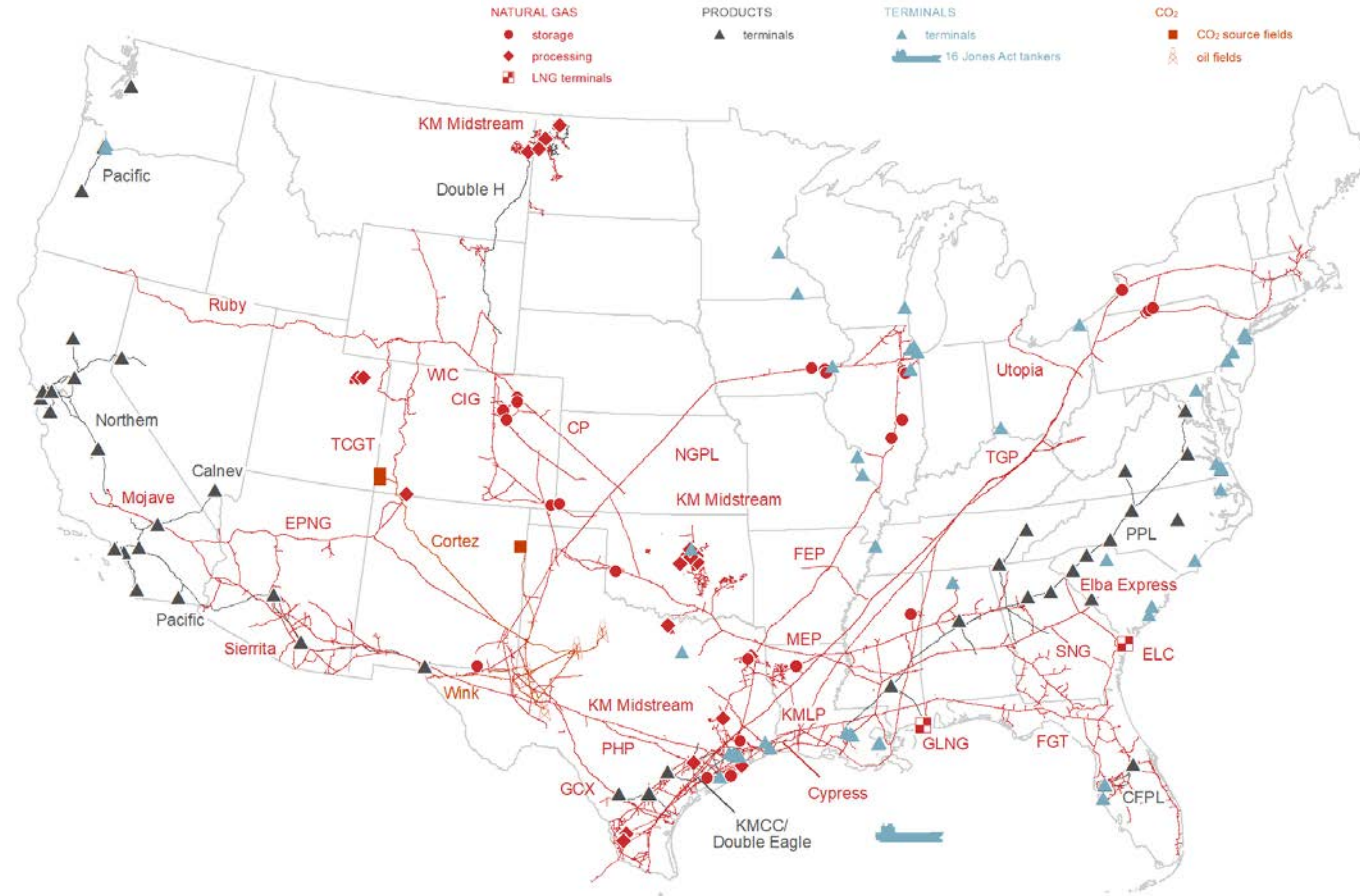 NATURAL GAS
storage
processing
LNG terminals
PRODUCTS
terminals
TERMINALS
terminals
16 Jones Act tankers
CO₂
CO₂ source fields
oil fields
KM Midstream
Pacific
Double H
Ruby
WIC
CIG
Utopia
Northern
CP
TCGT
NGPL
TGP
Calnev
Mojave
KM Midstream
EPNG
Cortez
FEP
PPL
Elba Express
Pacific
MEP
Sierrita
SNG
ELC
Wink
KM Midstream
KMLP
GLNG
FGT
PHP
GCX
Cypress
CFPL
KMCC/
Double Eagle